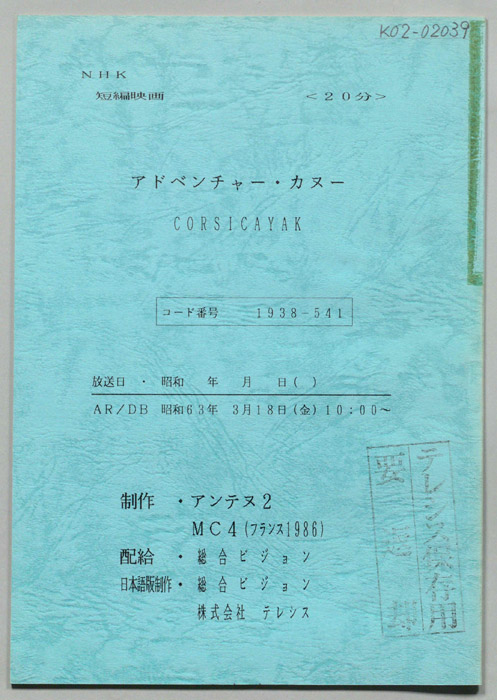 K02-02039
NHK
短編映画 <20分>
アドベンチャー・カヌー
CORSICAYAK
コード番号 1938-541
放送日・昭和 年 月 日( )
AR/DB 昭和63年 3月18日(金)10:00~
制作・アンテヌ2
MC4(フランス1986)
配給・総合ビジョン
日本語版制作・総合ビジョン
株式会社 テレシス
テレシス保存用